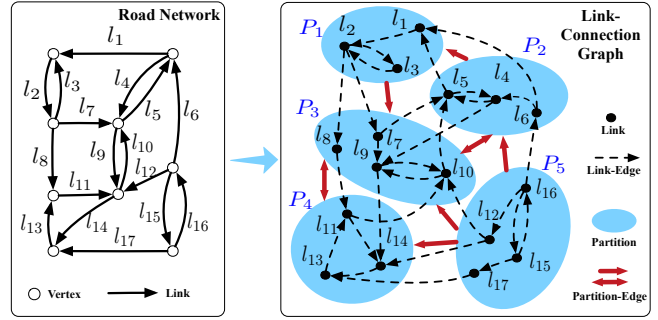 Road Network
l1
l2
l3
l4
l5
l6
l7
l8
l9
l10
l11
l12
l13
l14
l15
l16
l17
Vertex
Link
Link-
Connection
Graph
P1
l2
l1
l3
P2
l5
l4
l6
P3
l8
l7
l9
l10
P5
l16
l12
l15
l17
P4
l11
l14
l13
Link
Link-Edge
Partition
Partition-Edge